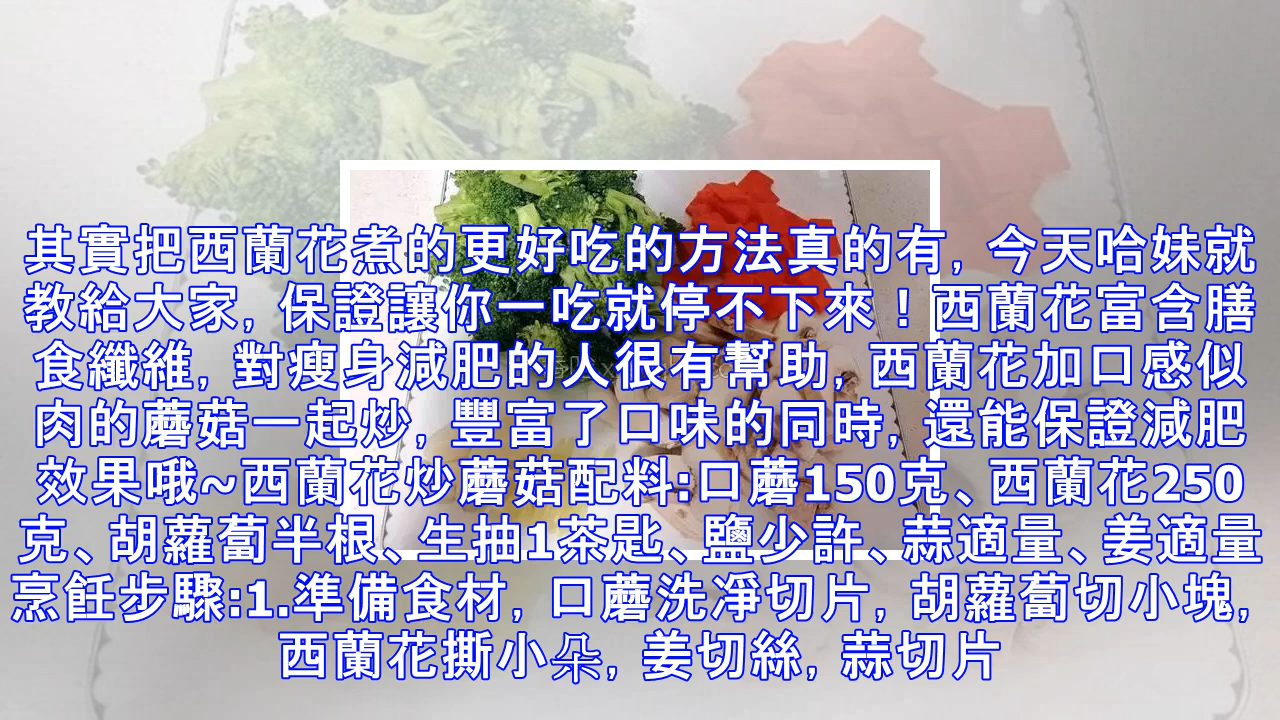 其實把西蘭花煮的更好吃的方法真的有, 今天哈妹就
教給大家, 保證讓你一吃就停不下來！西蘭花富含膳
食纖維, 對瘦身減肥的人很有幫助, 西蘭花加口感似
肉的蘑菇一起炒, 豐富了口味的同時, 還能保證減肥
效果哦~西蘭花炒蘑菇配料:口蘑150克、西蘭花250
克、胡蘿蔔半根、生抽1茶匙、鹽少許、蒜適量、姜適量
烹飪步驟:1.準備食材, 口蘑洗凈切片, 胡蘿蔔切小塊,
西蘭花撕小朵, 姜切絲, 蒜切片